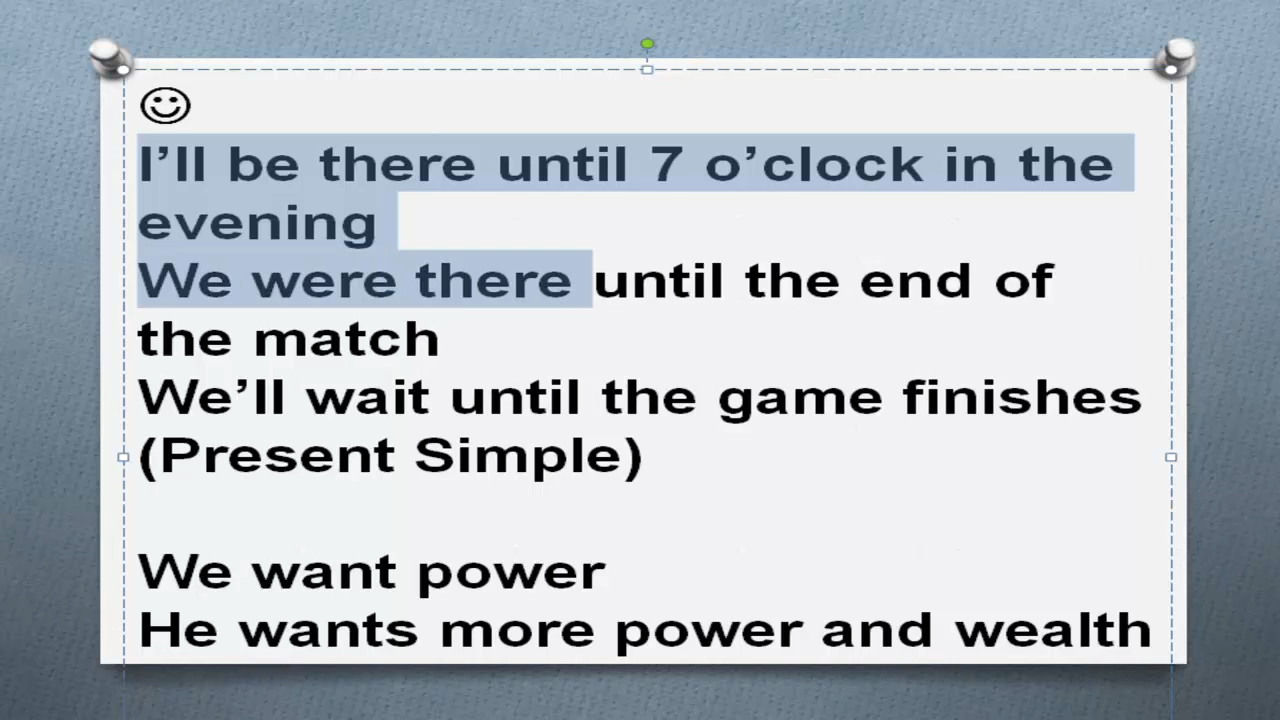 I’ll be there until 7 o’clock in the
evening
We were there until the end of
the match
We’ll wait until the game finishes
(Present Simple)
We want power
He wants more power and wealth